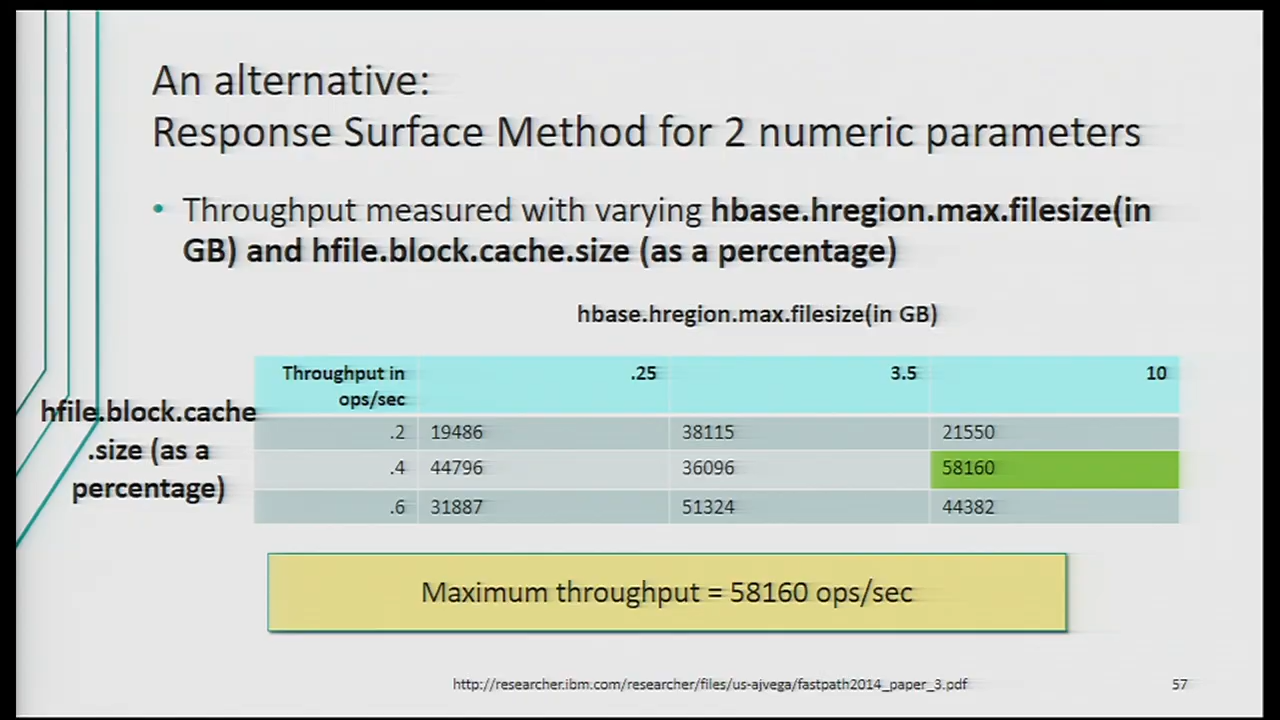 An alternative:
Response Surface Method for 2 numeric parameters
• Throughput measured with varying hbase.hregion.max.filesize(in
GB) and hfile.block.cache.size (as a percentage)
hbase.hregion.max.filesize(in GB)
hfile.block.cache
.size (as a
percentage)
Throughput in .25 3.5 10
ops/sec
.2 19486 38115 21550
.4 44796 36096 58160
.6 31887 51324 44382
Maximum throughput = 58160 ops/sec
http://researcher.ibm.com/researcher/files/us-ajvega/fastpath2014_paper_3.pdf 57